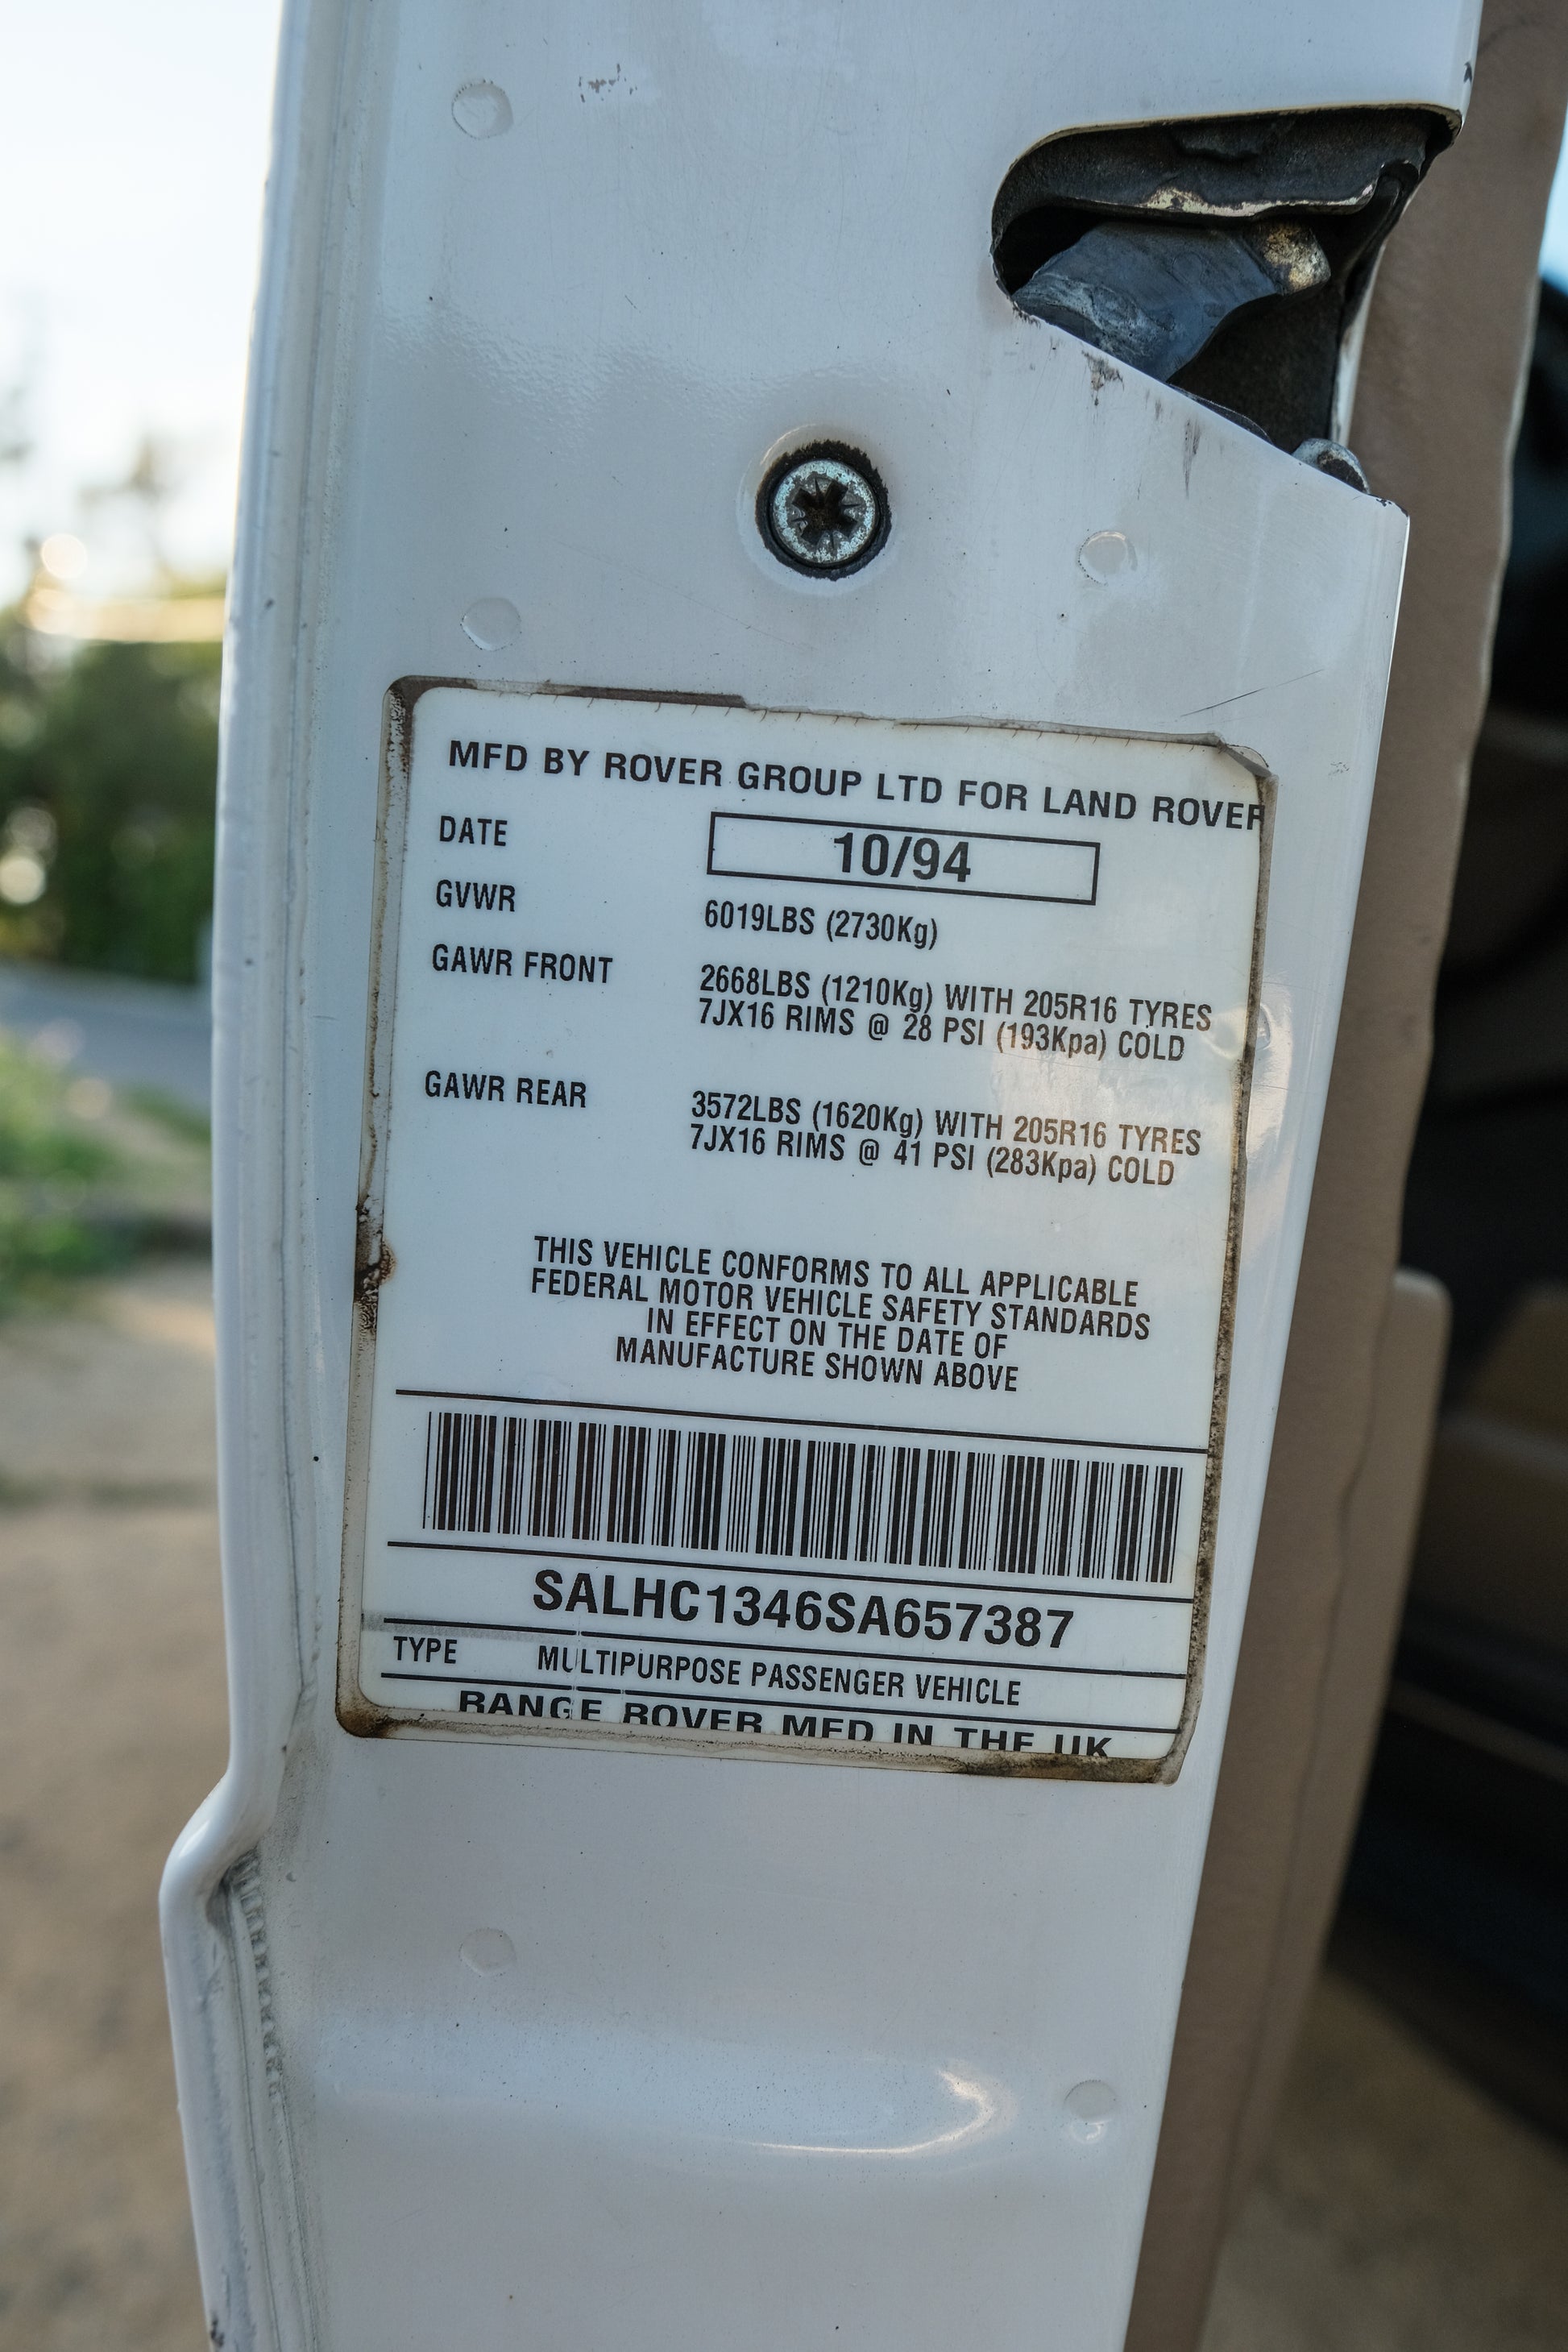 MFD BY ROVER GROUP LTD FOR LAND ROVER
DATE 10/94
GVWR 6019LBS (2730Kg)
GAWR FRONT 2668LBS (1210Kg) WITH 205R16 TYRES
7JX16 RIMS @ 28 PSI (193Kpa) COLD
GAWR REAR 3572LBS (1620Kg) WITH 205R16 TYRES
7JX16 RIMS @ 41 PSI (283Kpa) COLD
THIS VEHICLE CONFORMS TO ALL APPLICABLE
FEDERAL MOTOR VEHICLE SAFETY STANDARDS
IN EFFECT ON THE DATE OF
MANUFACTURE SHOWN ABOVE
SALHC1346SA657387
TYPE MULTIPURPOSE PASSENGER VEHICLE
RANGE ROVER MFD IN THE UK